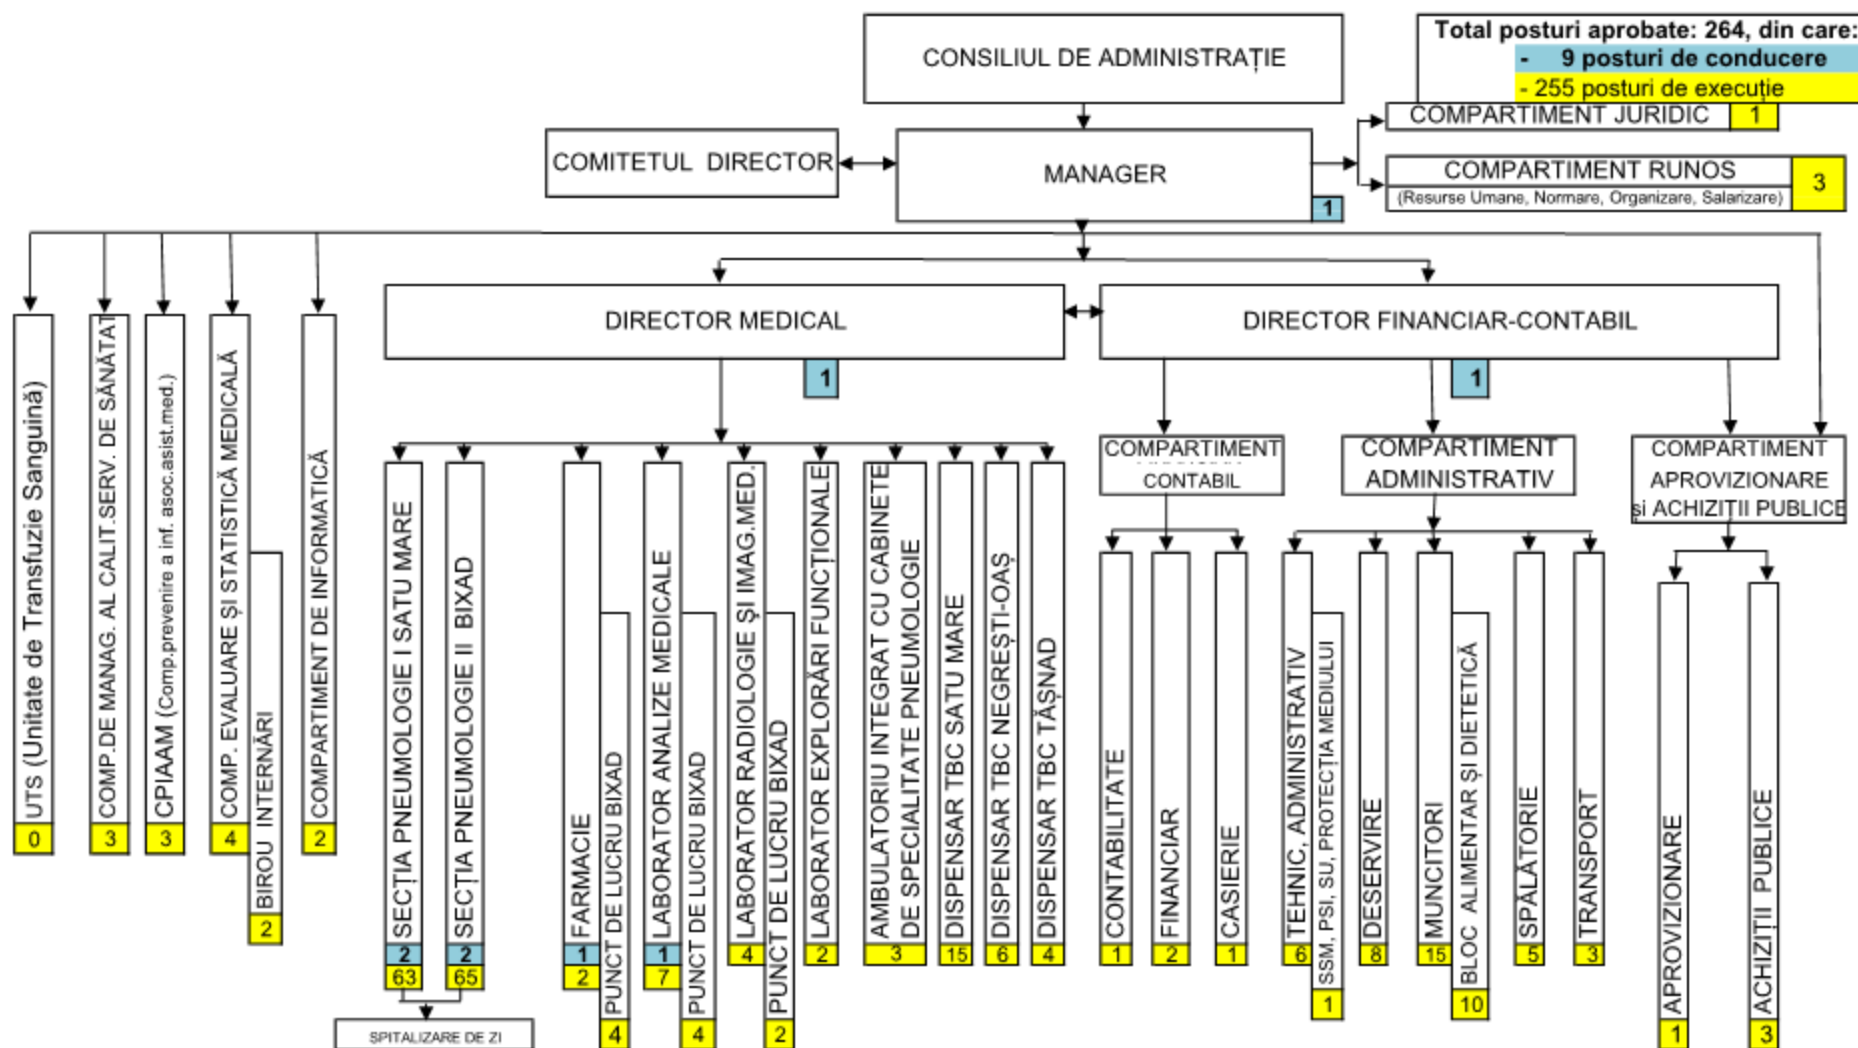 CONSILIUL DE ADMINISTRAȚIE
Total posturi aprobate: 264, din care:
- 9 posturi de conducere
- 255 posturi de execuție
COMPARTIMENT JURIDIC 1
COMITETUL DIRECTOR
MANAGER
1
COMPARTIMENT RUNOS
(Resurse Umane, Normare, Organizare, Salarizare)
3
DIRECTOR MEDICAL
1
DIRECTOR FINANCIAR-CONTABIL
1
UTS (Unitate de Transfuzie Sanguină)
0
COMP.DE MANAG. AL CALIT.SERV. DE SĂNĂTAT
3
CPIAAM (Comp.prevenire a inf. asoc.asist.med.)
3
COMP. EVALUARE ȘI STATISTICĂ MEDICALĂ
4
BIROU INTERNĂRI
2
COMPARTIMENT DE INFORMATICĂ
2
SECȚIA PNEUMOLOGIE I SATU MARE
2
63
SECȚIA PNEUMOLOGIE II BIXAD
2
65
SPITALIZARE DE ZI
FARMACIE
1
2
PUNCT DE LUCRU BIXAD
4
LABORATOR ANALIZE MEDICALE
1
7
PUNCT DE LUCRU BIXAD
4
LABORATOR RADIOLOGIE ȘI IMAG.MED.
4
PUNCT DE LUCRU BIXAD
2
LABORATOR EXPLORĂRI FUNCȚIONALE
2
AMBULATORIU INTEGRAT CU CABINETE
DE SPECIALITATE PNEUMOLOGIE
3
DISPENSAR TBC SATU MARE
15
DISPENSAR TBC NEGREȘTI-OAȘ
6
DISPENSAR TBC TĂȘNAD
4
COMPARTIMENT
CONTABIL
CONTABILITATE
1
FINANCIAR
2
CASIERIE
1
COMPARTIMENT
ADMINISTRATIV
TEHNIC, ADMINISTRATIV
6
SSM, PSI, SU, PROTECȚIA MEDIULUI
1
DESERVIRE
8
MUNCITORI
15
BLOC ALIMENTAR ȘI DIETETICĂ
10
SPĂLĂTORIE
5
TRANSPORT
3
COMPARTIMENT
APROVIZIONARE
și ACHIZIȚII PUBLICE
APROVIZIONARE
1
ACHIZIȚII PUBLICE
3